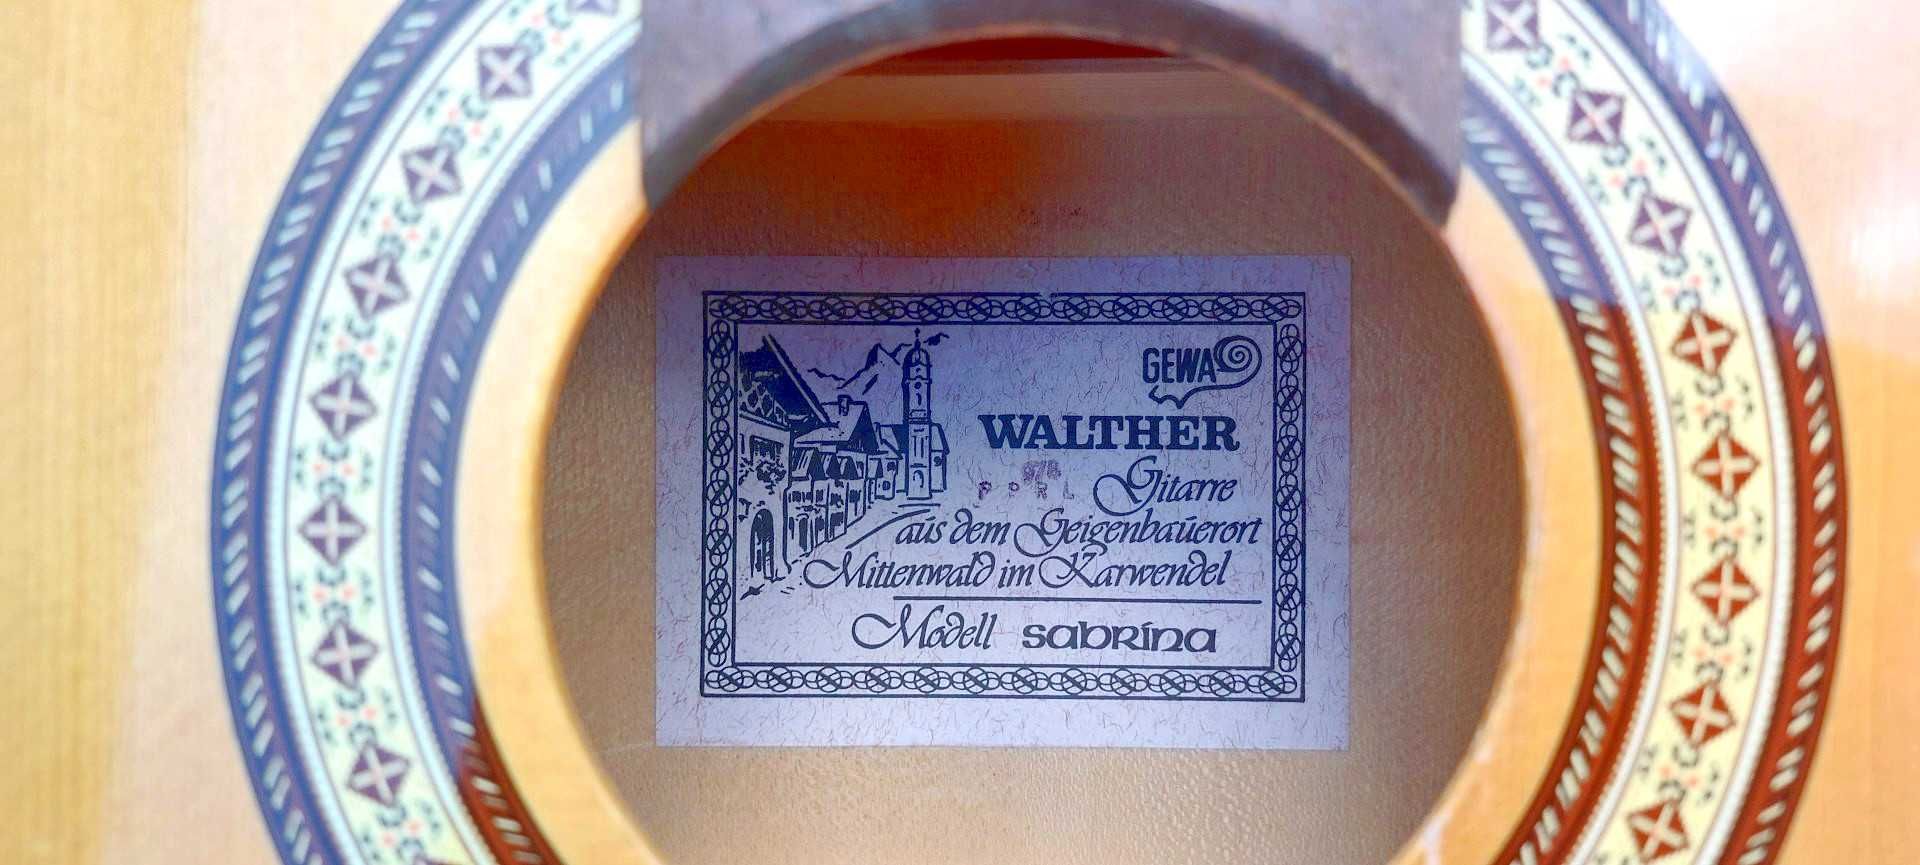 GEWA
WALTHER
Gitarre
aus dem Geigenbauerort
Mittenwald im Karwendel
Modell sabrina